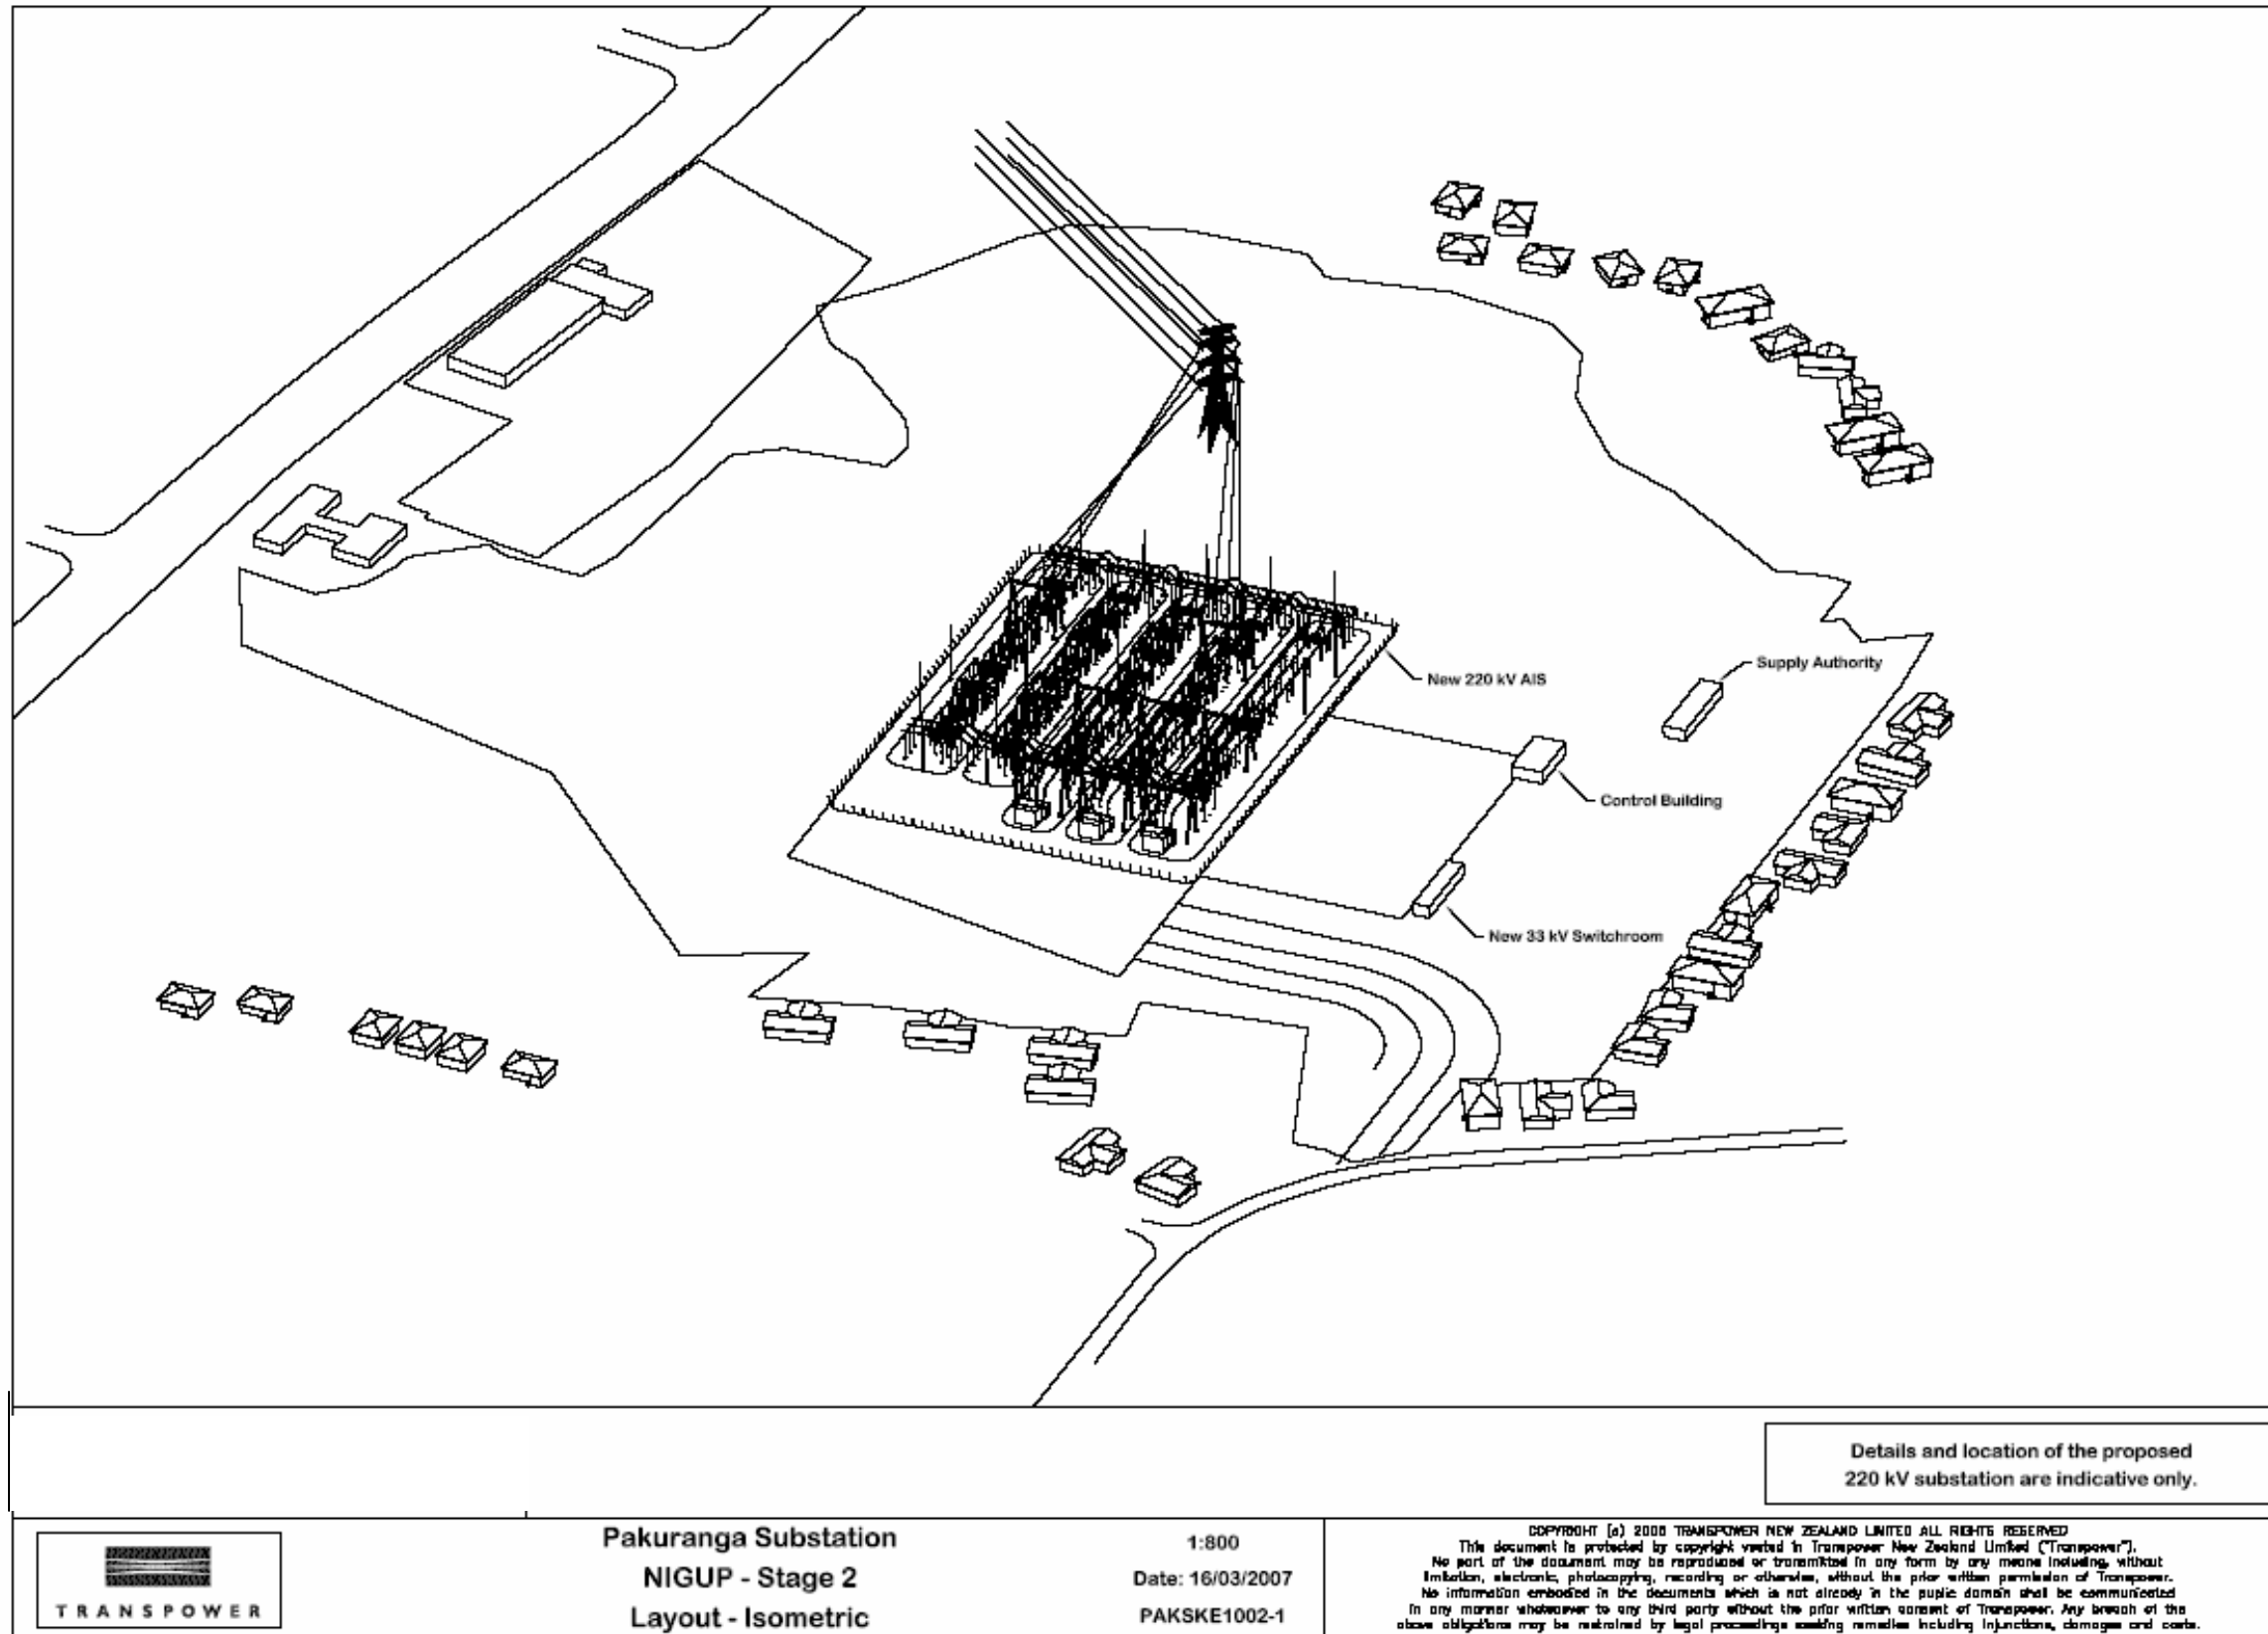 Supply Authority
New 220 kV AIS
Control Building
New 33 kV Switchroom
Details and location of the proposed
220 kV substation are indicative only.
TRANSPOWER
Pakuranga Substation
NIGUP - Stage 2
Layout - Isometric
1:800
Date: 16/03/2007
PAKSKE1002-1
COPYRIGHT (c) 2006 TRANSPOWER NEW ZEALAND LIMITED ALL RIGHTS RESERVED
This document is protected by copyright vested in Transpower New Zealand Limited ("Transpower").
No part of the document may be reproduced or transmitted in any form by any means including, without
limitation, electronic, photocopying, recording or otherwise, without the prior written permission of Transpower.
No information embodied in the documents which is not already in the puplic domain shall be communicated
in any manner whatsoever to any third party without the prior written consent of Transpower. Any breach of the
above obligations may be restrained by legal proceedings seeking remedies including injunctions, damages and costs.